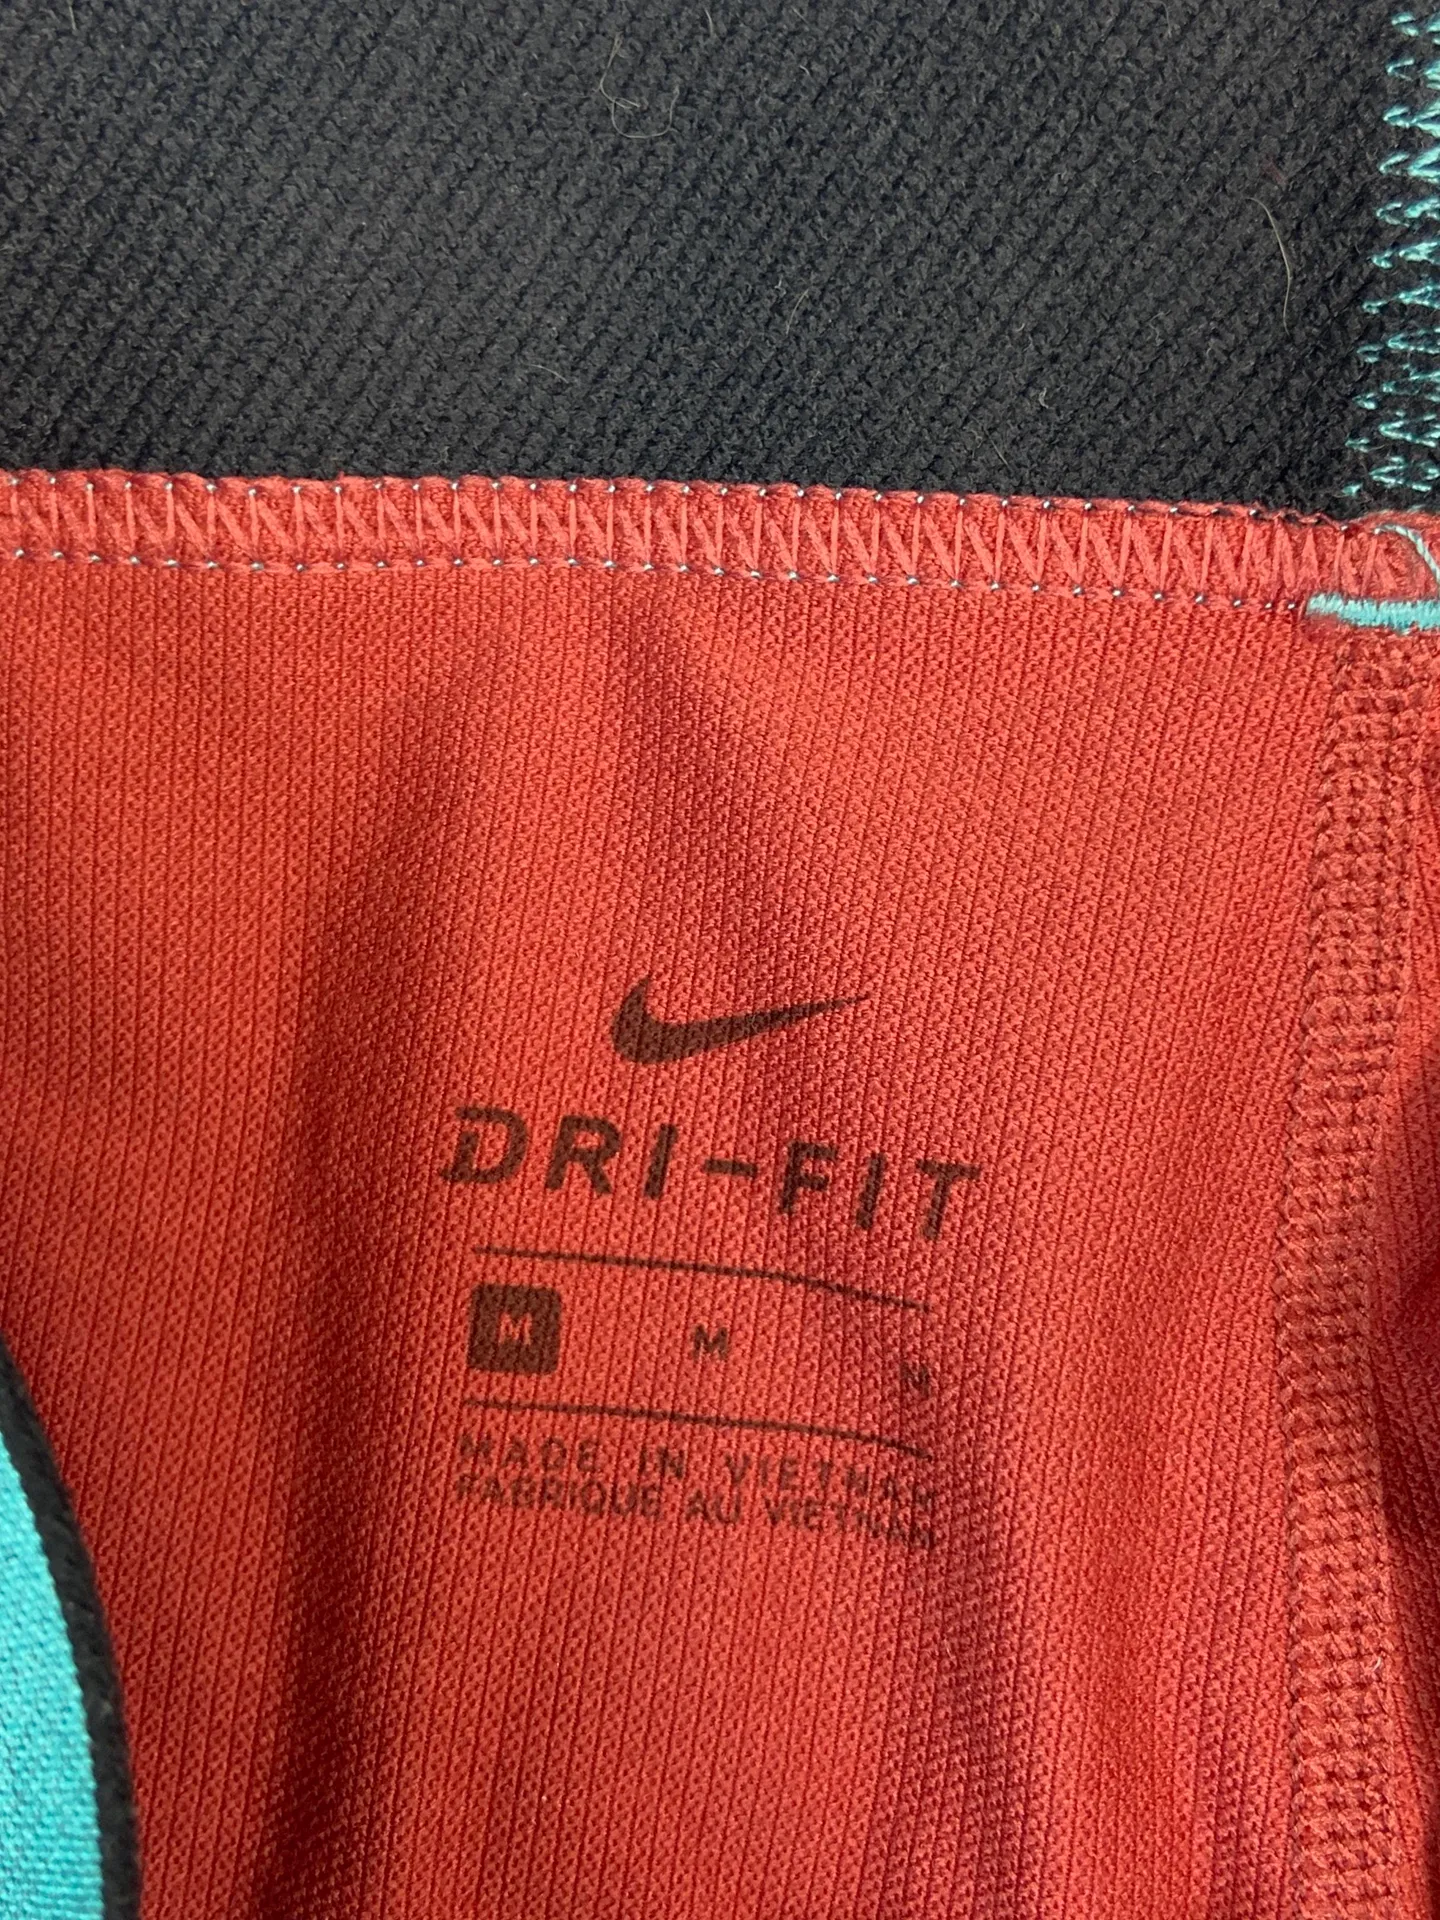 DRI-FIT
M M M
MADE IN VIETNAM
FABRIQUE AU VIETNAM